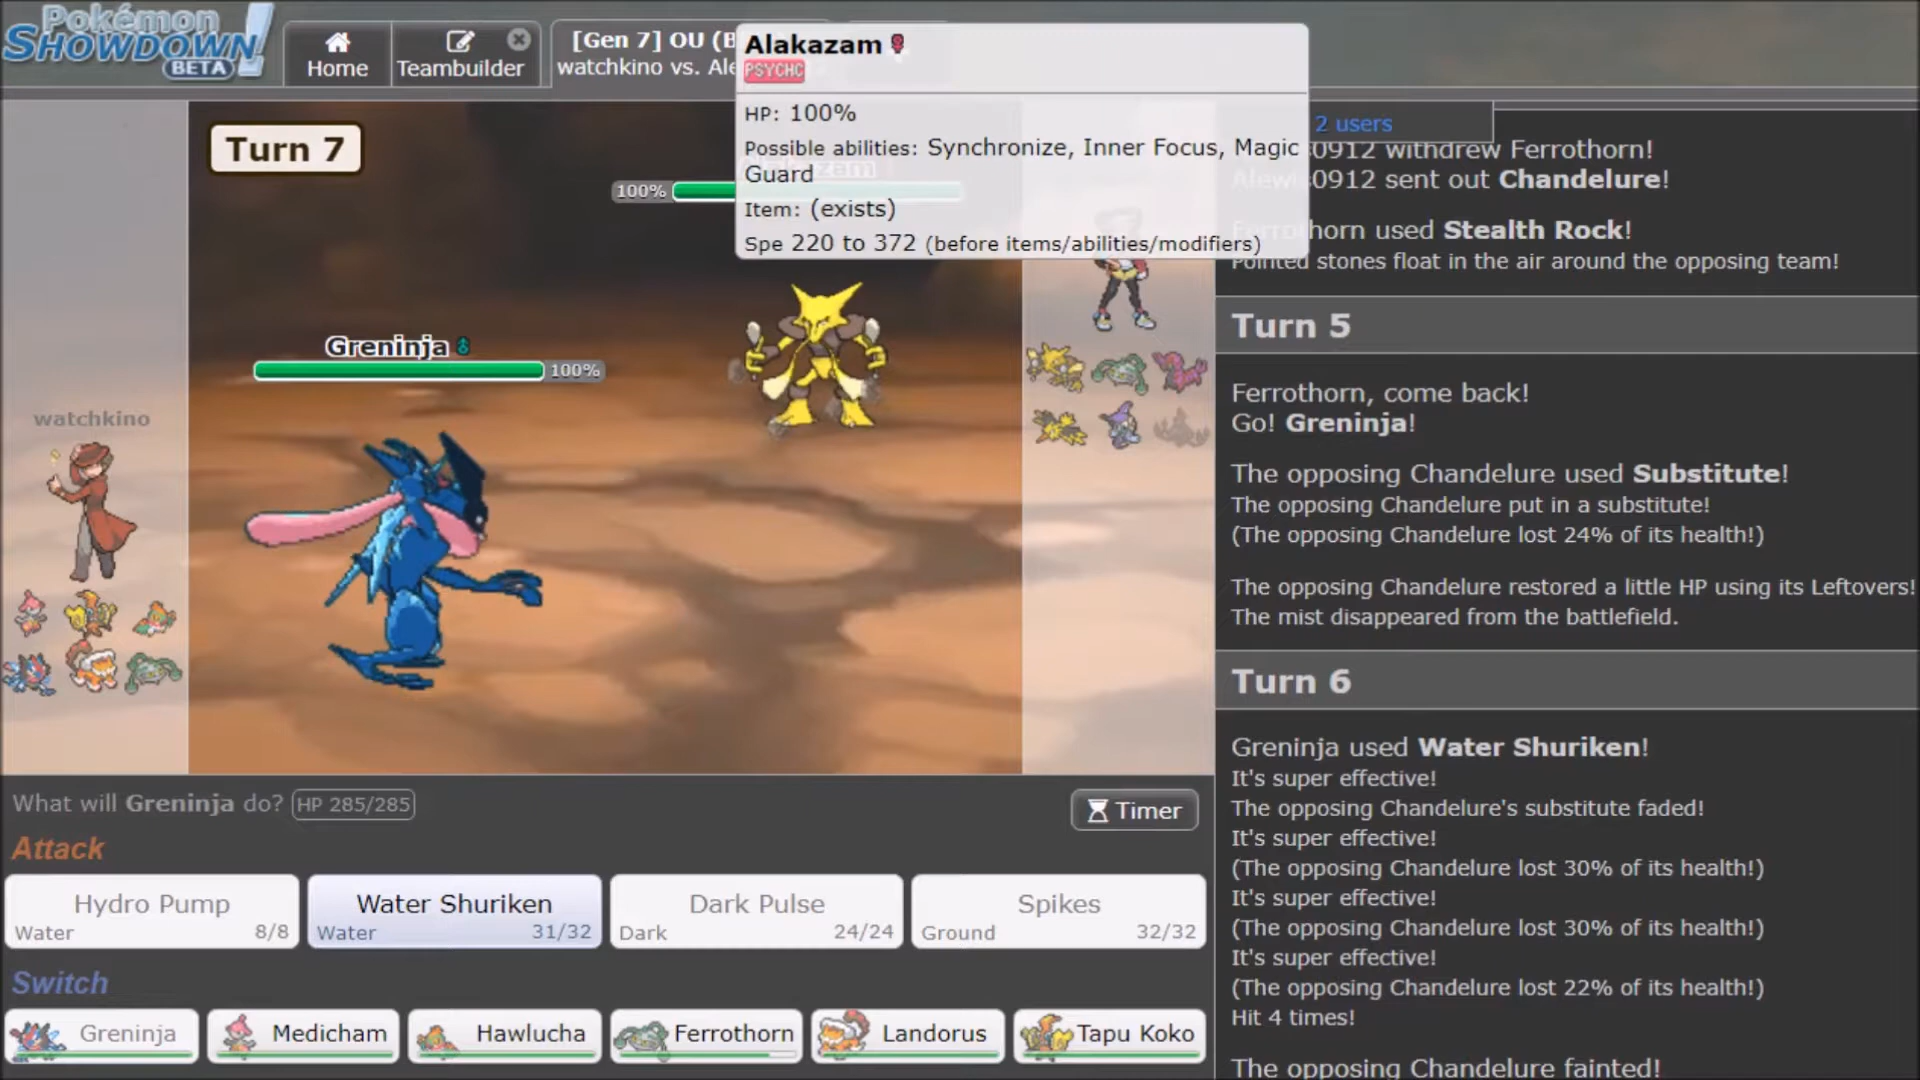 Pokémon
SHOWDOWN!
BETA
Home
Teambuilder
[Gen 7] OU (B
watchkino vs. Ale
Alakazam
PSYCHC
HP: 100%
Possible abilities: Synchronize, Inner Focus, Magic
Guard
Item: (exists)
Spe 220 to 372 (before items/abilities/modifiers)
Turn 7
100%
Greninja
100%
watchkino
2 users
0912 withdrew Ferrothorn!
0912 sent out Chandelure!
Ferrothorn used Stealth Rock!
Pointed stones float in the air around the opposing team!
Turn 5
Ferrothorn, come back!
Go! Greninja!
The opposing Chandelure used Substitute!
The opposing Chandelure put in a substitute!
(The opposing Chandelure lost 24% of its health!)
The opposing Chandelure restored a little HP using its Leftovers!
The mist disappeared from the battlefield.
Turn 6
Greninja used Water Shuriken!
It's super effective!
The opposing Chandelure's substitute faded!
It's super effective!
(The opposing Chandelure lost 30% of its health!)
It's super effective!
(The opposing Chandelure lost 30% of its health!)
It's super effective!
(The opposing Chandelure lost 22% of its health!)
Hit 4 times!
The opposing Chandelure fainted!
What will Greninja do? HP 285/285
Timer
Attack
Hydro Pump
Water 8/8
Water Shuriken
Water 31/32
Dark Pulse
Dark 24/24
Spikes
Ground 32/32
Switch
Greninja
Medicham
Hawlucha
Ferrothorn
Landorus
Tapu Koko